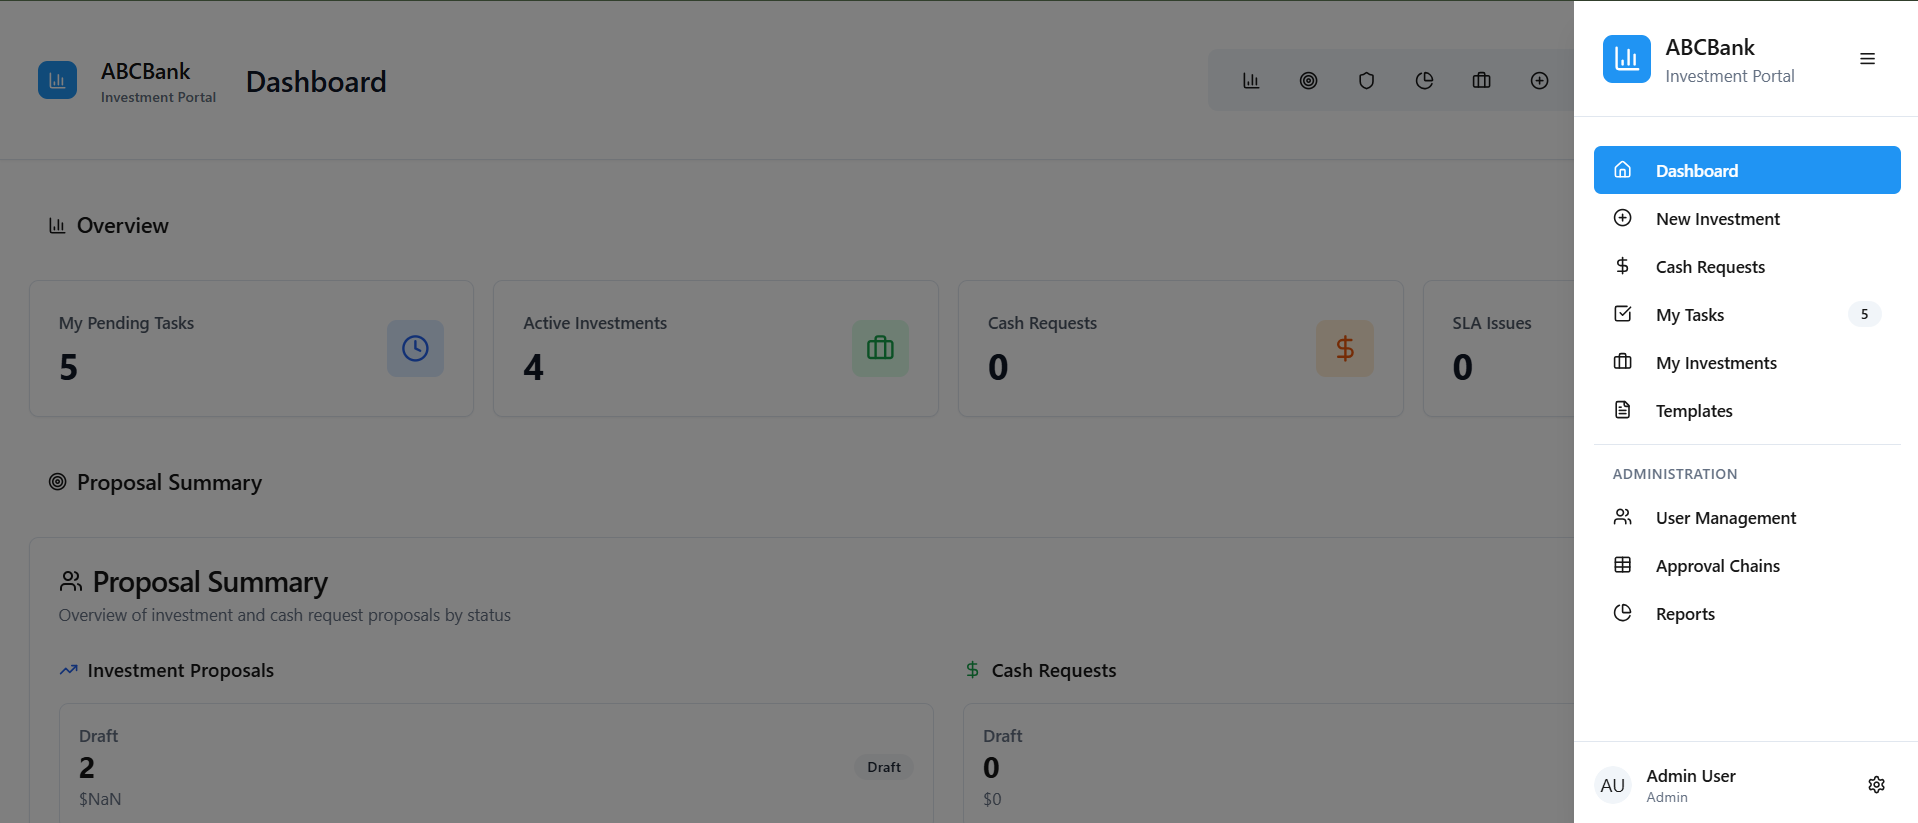 ABCBank
Investment Portal
Dashboard
Overview
My Pending Tasks
5
Active Investments
4
Cash Requests
0
SLA Issues
0
Proposal Summary
Proposal Summary
Overview of investment and cash request proposals by status
Investment Proposals
Draft
2
$NaN
Draft
Cash Requests
Draft
0
$0
ABCBank
Investment Portal
Dashboard
New Investment
Cash Requests
My Tasks 5
My Investments
Templates
ADMINISTRATION
User Management
Approval Chains
Reports
AU
Admin User
Admin